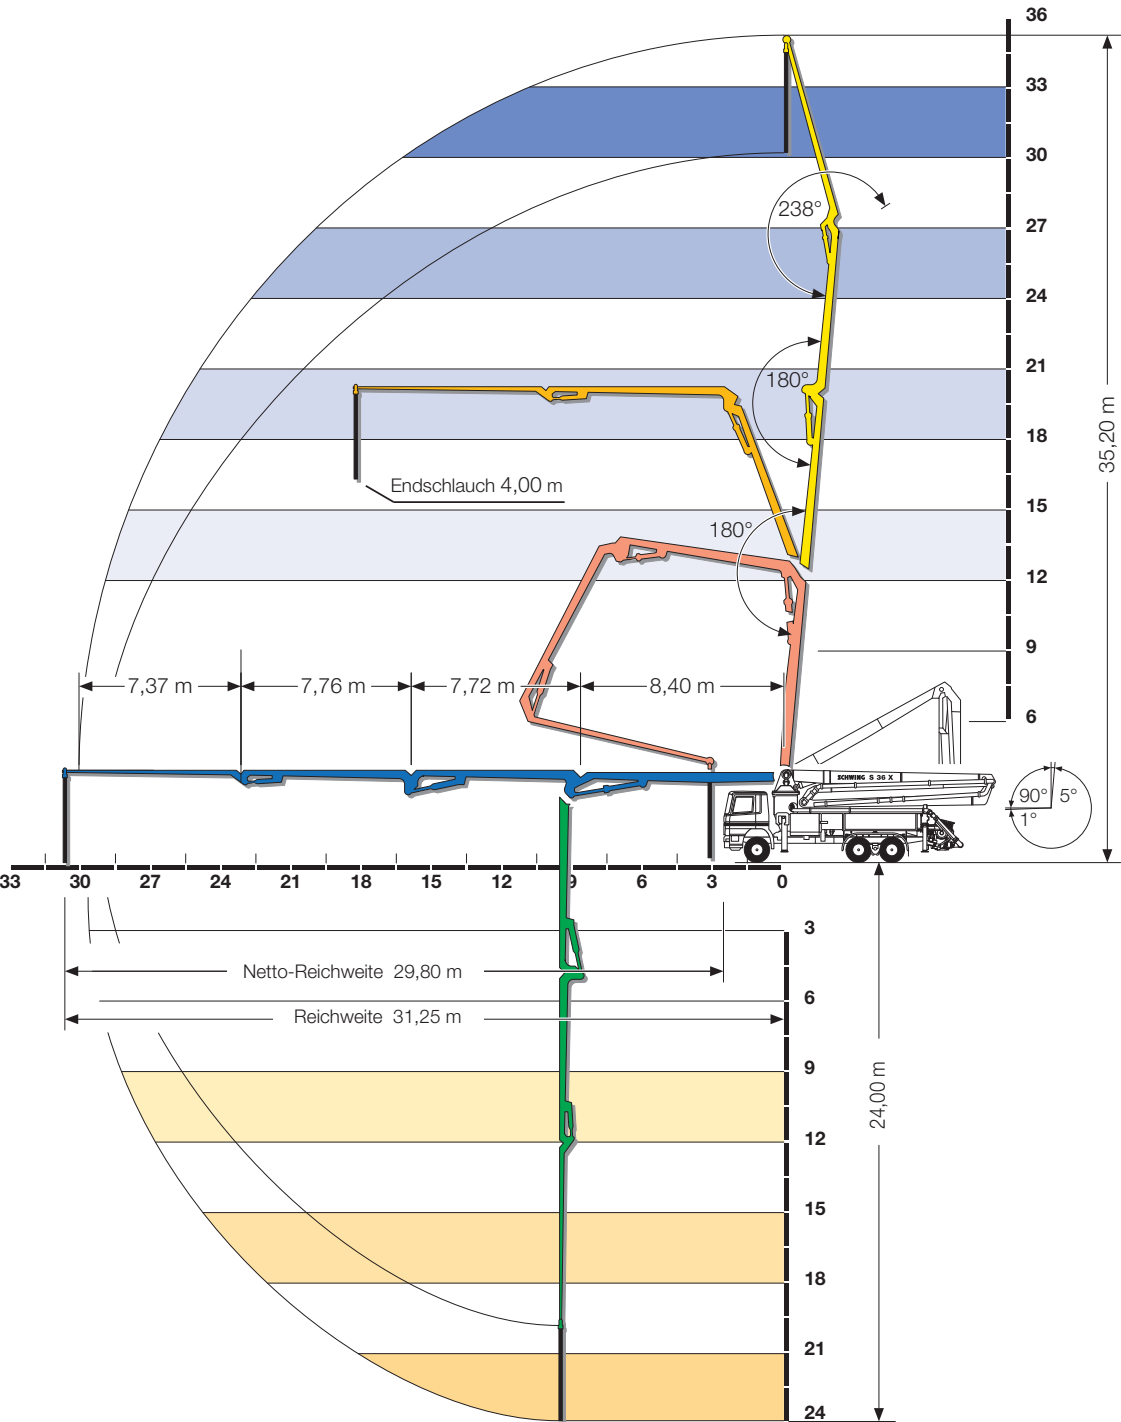 36
33
30
238°
27
24
21
180°
18
35,20 m
Endschlauch 4,00 m
15
180°
12
9
7,37 m
7,76 m
7,72 m
8,40 m
6
SCHWING S 36 X
90°
5°
1°
33 30 27 24 21 18 15 12 9 6 3 0
3
Netto-Reichweite 29,80 m
6
Reichweite 31,25 m
9
24,00 m
12
15
18
21
24